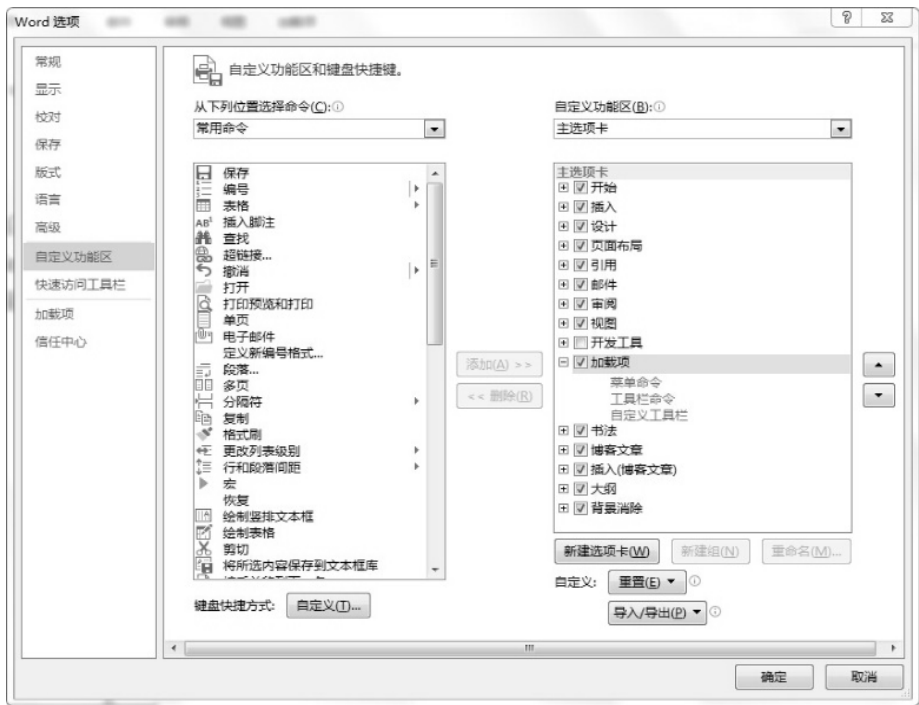 Word 选项
常规
显示
校对
保存
版式
语言
高级
自定义功能区
快速访问工具栏
加载项
信任中心
自定义功能区和键盘快捷键。
从下列位置选择命令(C):
常用命令
保存
编号
表格
插入脚注
查找
超链接...
撤消
打开
打印预览和打印
单页
电子邮件
定义新编号格式...
段落...
多页
分隔符
复制
格式刷
更改列表级别
行和段落间距
宏
恢复
绘制竖排文本框
绘制表格
剪切
将所选内容保存到文本框库
键盘快捷方式: 自定义(T)...
添加(A) >>
<< 删除(R)
自定义功能区(B):
主选项卡
主选项卡
开始
插入
设计
页面布局
引用
邮件
审阅
视图
开发工具
加载项
菜单命令
工具栏命令
自定义工具栏
书法
博客文章
插入(博客文章)
大纲
背景消除
新建选项卡(W) 新建组(N) 重命名(M)...
自定义: 重置(E)
导入/导出(P)
确定 取消